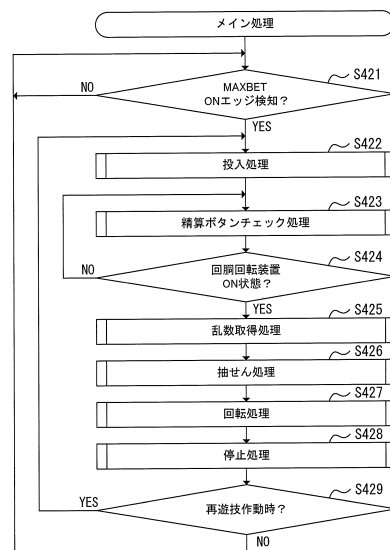 メイン処理
S421
MAXBET
ONエッジ検知？
NO
YES
S422
投入処理
S423
精算ボタンチェック処理
S424
回胴回転装置
ON状態？
NO
YES
S425
乱数取得処理
S426
抽せん処理
S427
回転処理
S428
停止処理
S429
再遊技作動時？
YES
NO